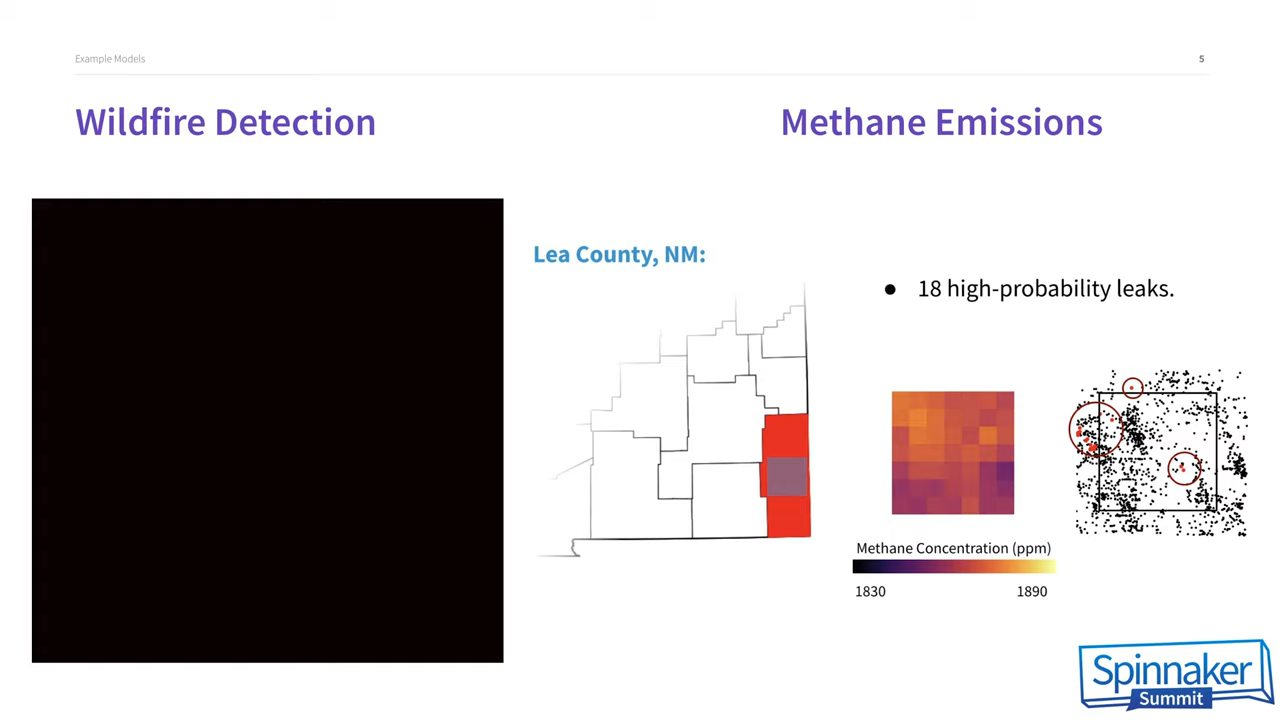 Example Models
5
Wildfire Detection
Methane Emissions
Lea County, NM:
● 18 high-probability leaks.
Methane Concentration (ppm)
1830
1890
Spinnaker
Summit